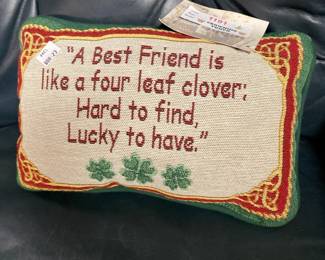 "A Best Friend is
like a four leaf clover;
Hard to find,
Lucky to have."